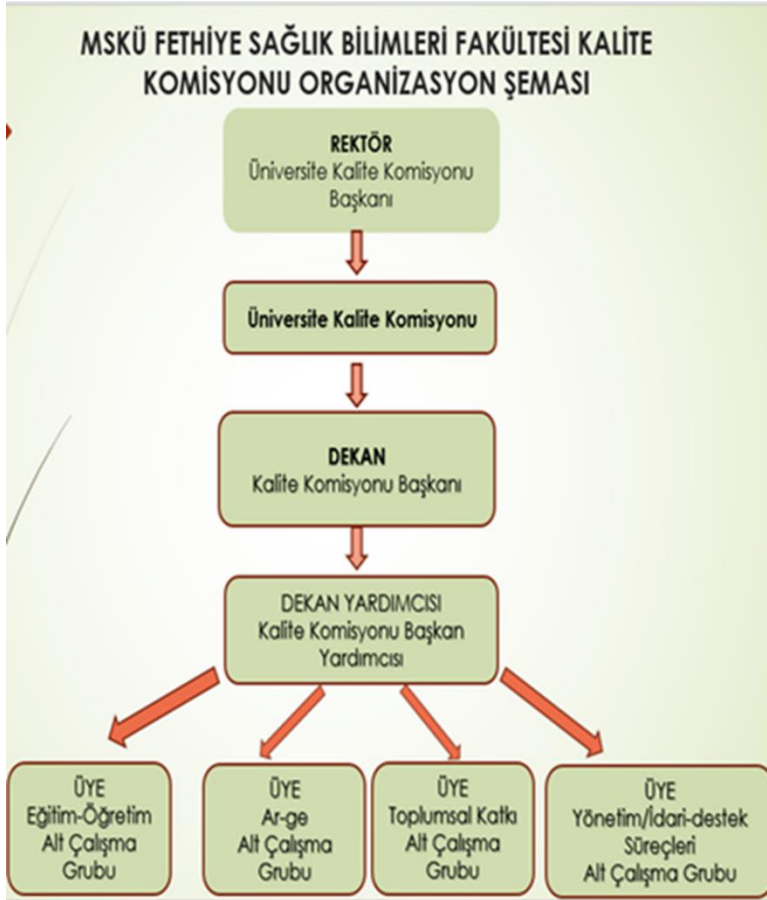 MSKÜ FETHİYE SAĞLIK BİLİMLERİ FAKÜLTESİ KALİTE
KOMİSYONU ORGANİZASYON ŞEMASI
REKTÖR
Üniversite Kalite Komisyonu
Başkanı
Üniversite Kalite Komisyonu
DEKAN
Kalite Komisyonu Başkanı
DEKAN YARDIMCISI
Kalite Komisyonu Başkan
Yardımcısı
ÜYE
Eğitim-Öğretim
Alt Çalışma
Grubu
ÜYE
Ar-ge
Alt Çalışma
Grubu
ÜYE
Toplumsal Katkı
Alt Çalışma
Grubu
ÜYE
Yönetim/İdari-destek
Süreçleri
Alt Çalışma Grubu